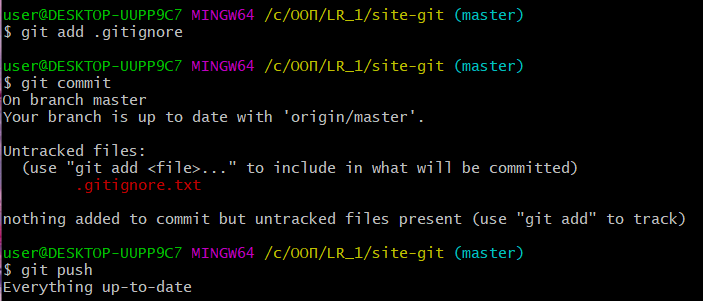 user@DESKTOP-UUPP9C7 MINGW64 /c/ООП/LR_1/site-git (master)
$ git add .gitignore
user@DESKTOP-UUPP9C7 MINGW64 /c/ООП/LR_1/site-git (master)
$ git commit
On branch master
Your branch is up to date with 'origin/master'.
Untracked files:
(use "git add <file>..." to include in what will be committed)
.gitignore.txt
nothing added to commit but untracked files present (use "git add" to track)
user@DESKTOP-UUPP9C7 MINGW64 /c/ООП/LR_1/site-git (master)
$ git push
Everything up-to-date